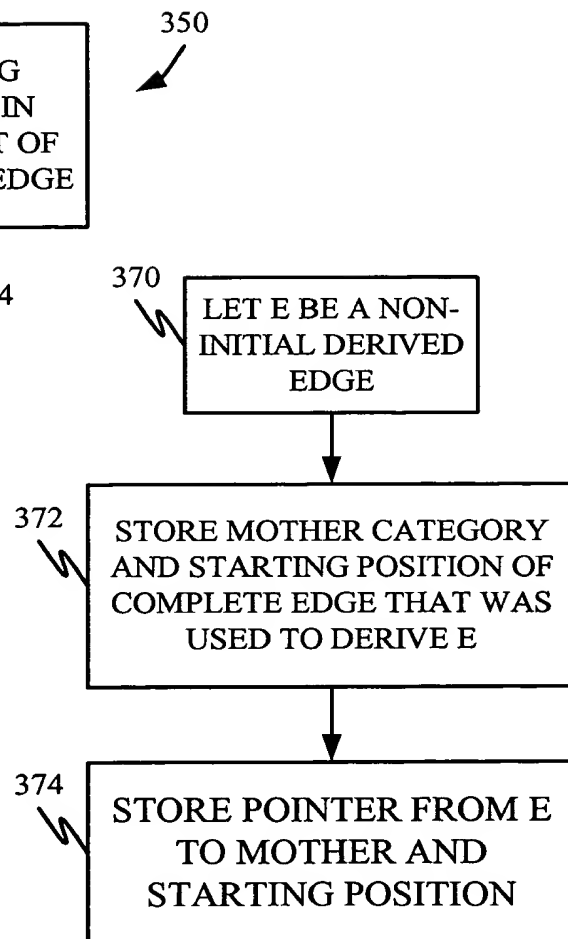 350
G
IN
T OF
EDGE
4
370
LET E BE A NON-
INITIAL DERIVED
EDGE
372
STORE MOTHER CATEGORY
AND STARTING POSITION OF
COMPLETE EDGE THAT WAS
USED TO DERIVE E
374
STORE POINTER FROM E
TO MOTHER AND
STARTING POSITION